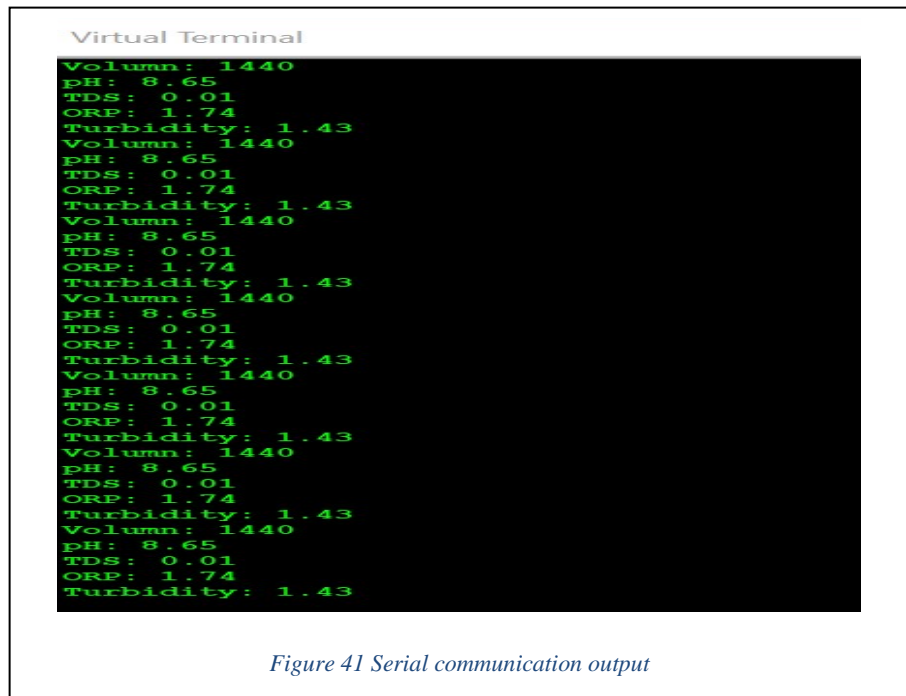 Virtual Terminal
Volumn: 1440
pH: 8.65
TDS: 0.01
ORP: 1.74
Turbidity: 1.43
Volumn: 1440
pH: 8.65
TDS: 0.01
ORP: 1.74
Turbidity: 1.43
Volumn: 1440
pH: 8.65
TDS: 0.01
ORP: 1.74
Turbidity: 1.43
Volumn: 1440
pH: 8.65
TDS: 0.01
ORP: 1.74
Turbidity: 1.43
Volumn: 1440
pH: 8.65
TDS: 0.01
ORP: 1.74
Turbidity: 1.43
Volumn: 1440
pH: 8.65
TDS: 0.01
ORP: 1.74
Turbidity: 1.43
Volumn: 1440
pH: 8.65
TDS: 0.01
ORP: 1.74
Turbidity: 1.43
Figure 41 Serial communication output